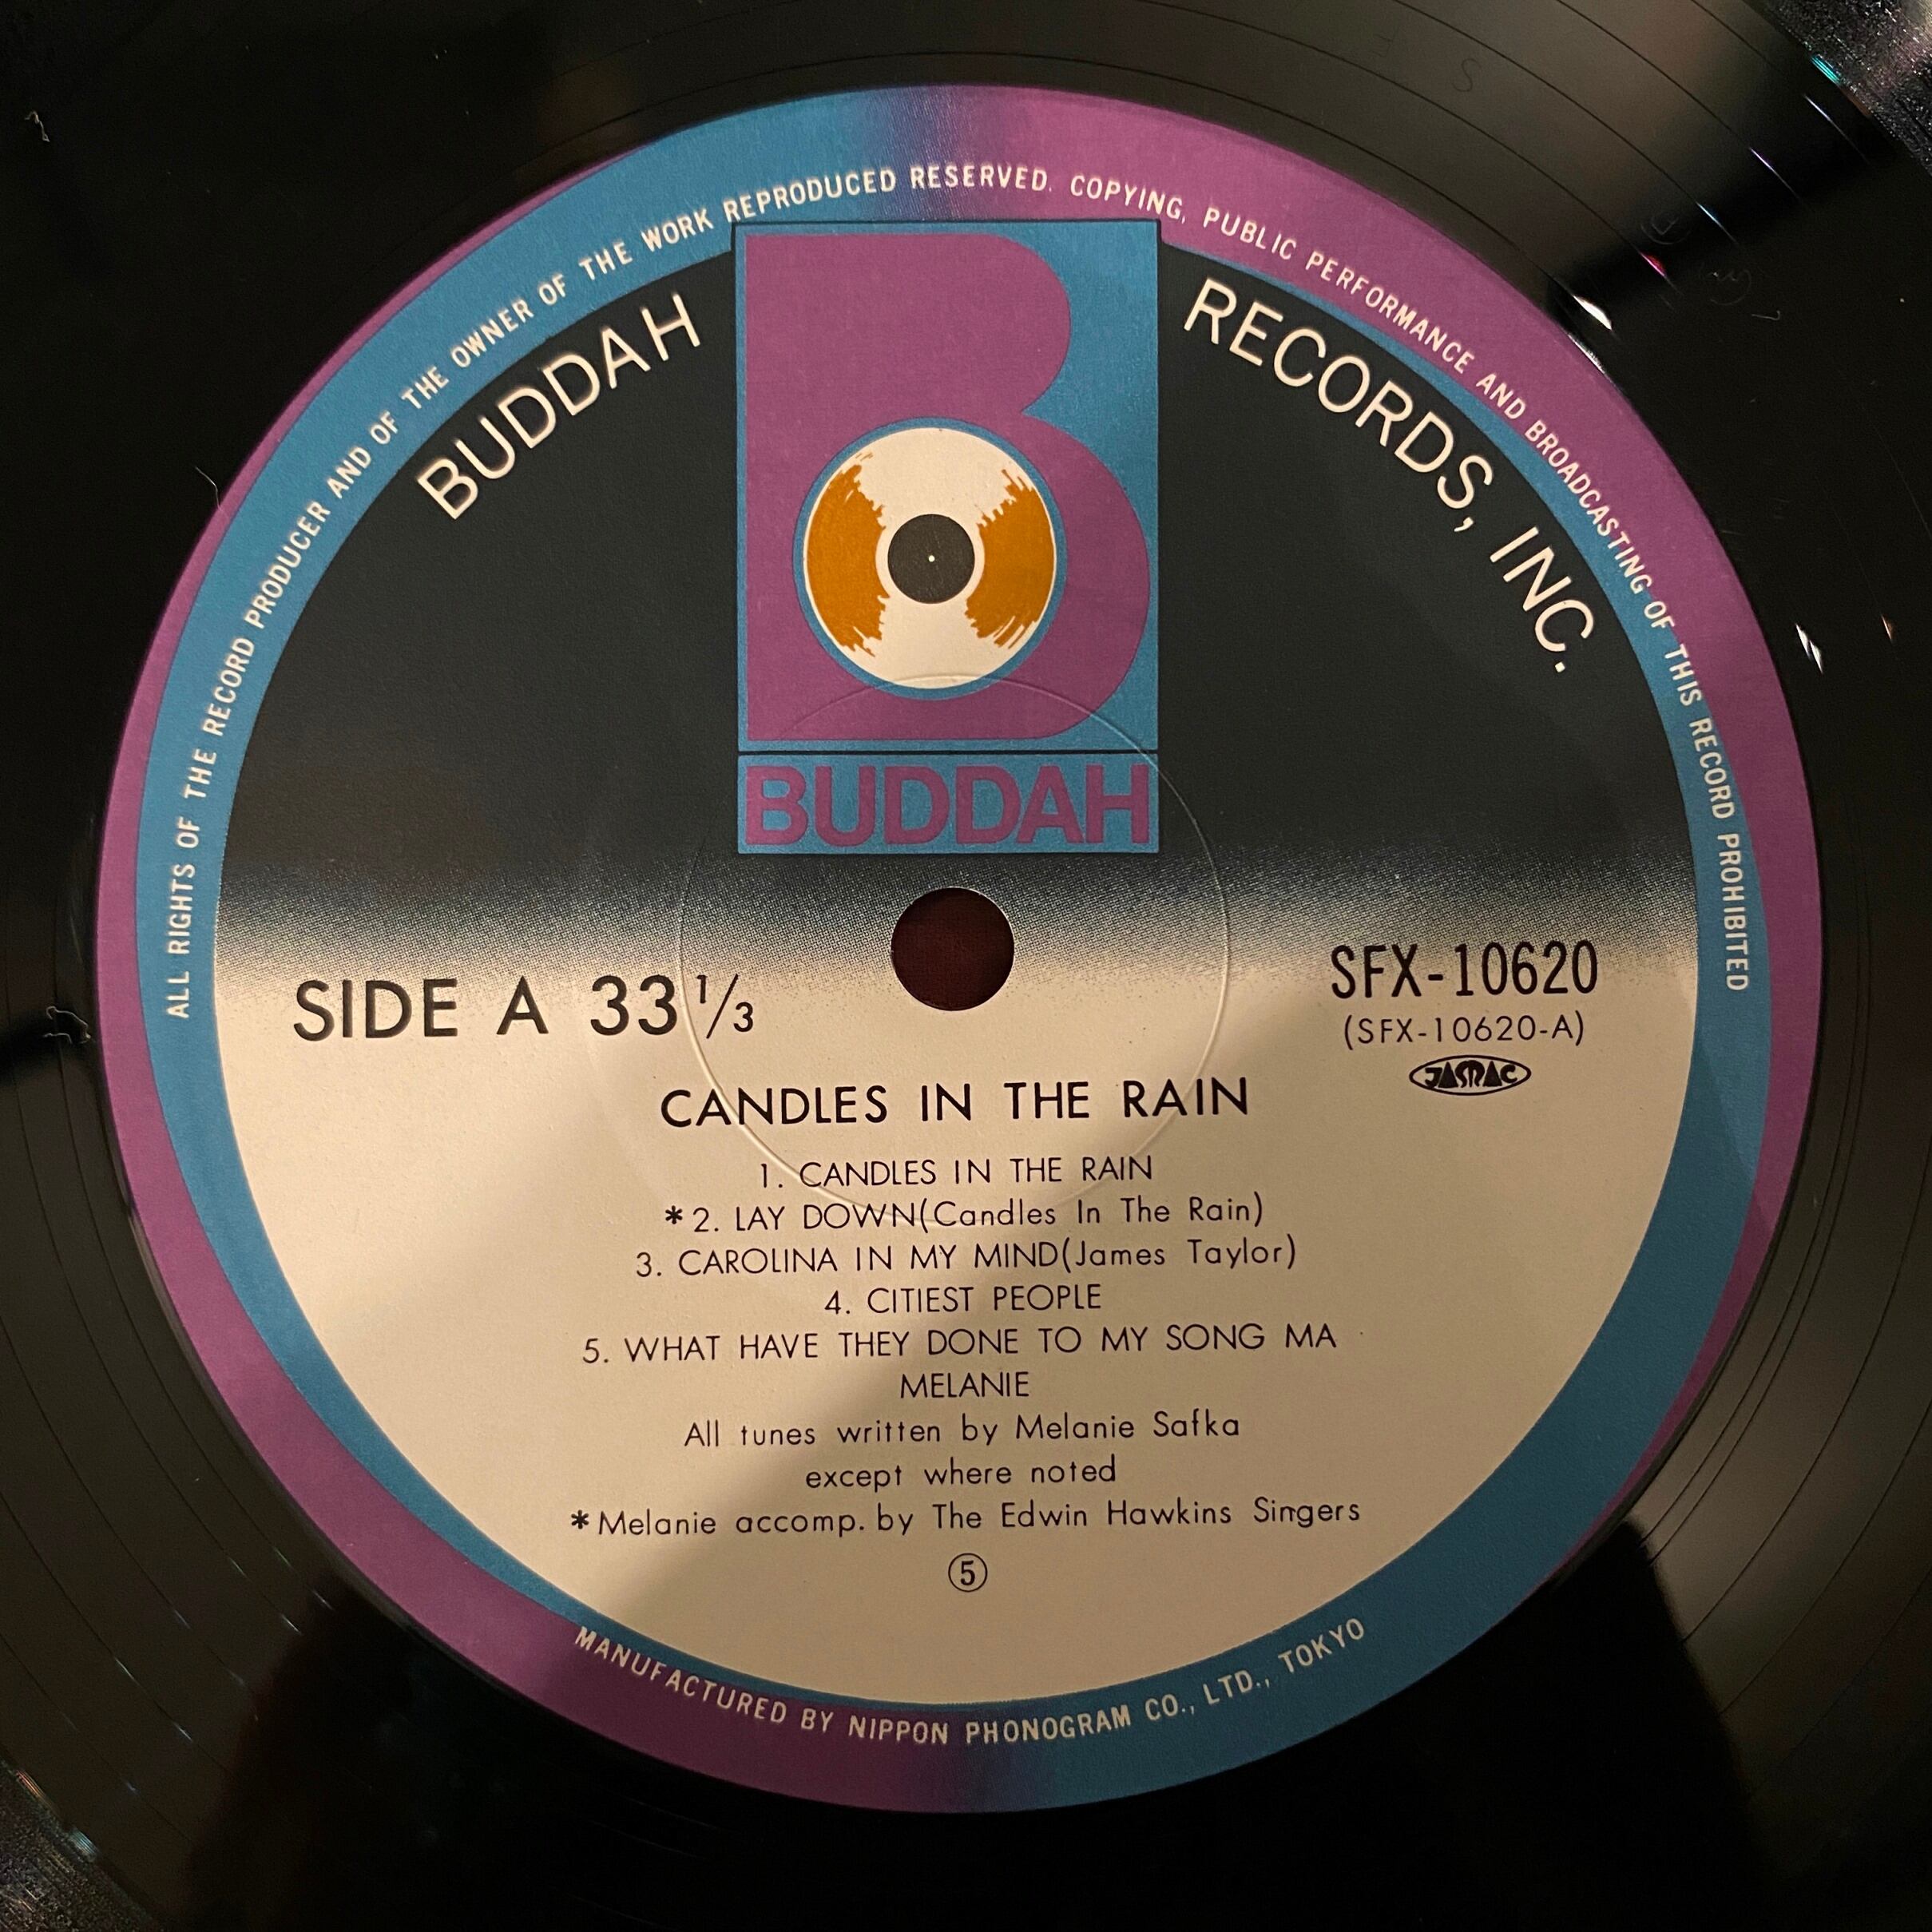 ALL RIGHTS OF THE RECORD PRODUCER AND OF THE OWNER OF THE WORK REPRODUCED RESERVED. COPYING, PUBLIC PERFORMANCE AND BROADCASTING OF THIS RECORD PROHIBITED
BUDDAH RECORDS, INC.
B
BUDDAH
SIDE A 33 1/3
SFX-10620
(SFX-10620-A)
JASRAC
CANDLES IN THE RAIN
1. CANDLES IN THE RAIN
*2. LAY DOWN(Candles In The Rain)
3. CAROLINA IN MY MIND(James Taylor)
4. CITIEST PEOPLE
5. WHAT HAVE THEY DONE TO MY SONG MA
MELANIE
All tunes written by Melanie Safka
except where noted
*Melanie accomp. by The Edwin Hawkins Singers
⑤
MANUFACTURED BY NIPPON PHONOGRAM CO., LTD., TOKYO